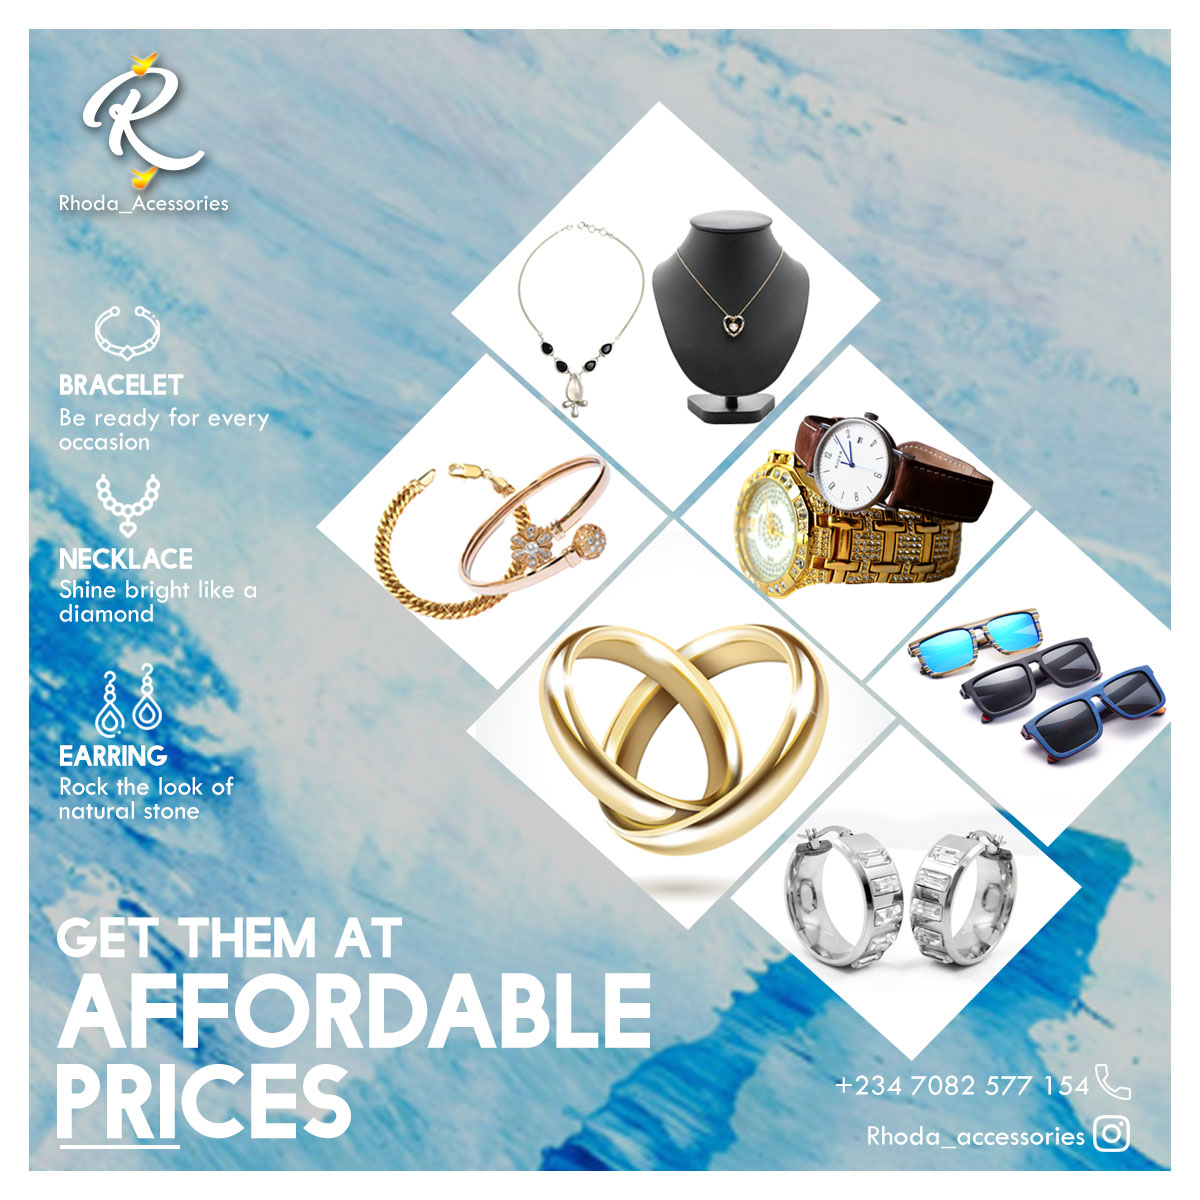 R
Rhoda_Acessories
BRACELET
Be ready for every
occasion
NECKLACE
Shine bright like a
diamond
EARRING
Rock the look of
natural stone
GET THEM AT
AFFORDABLE
PRICES
+234 7082 577 154
Rhoda_accessories